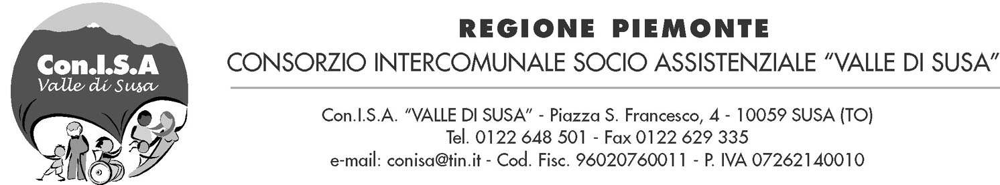 Con.I.S.A
Valle di Susa
REGIONE PIEMONTE
CONSORZIO INTERCOMUNALE SOCIO ASSISTENZIALE “VALLE DI SUSA”
Con.I.S.A. “VALLE DI SUSA” - Piazza S. Francesco, 4 - 10059 SUSA (TO)
Tel. 0122 648 501 - Fax 0122 629 335
e-mail: conisa@tin.it - Cod. Fisc. 96020760011 - P. IVA 07262140010